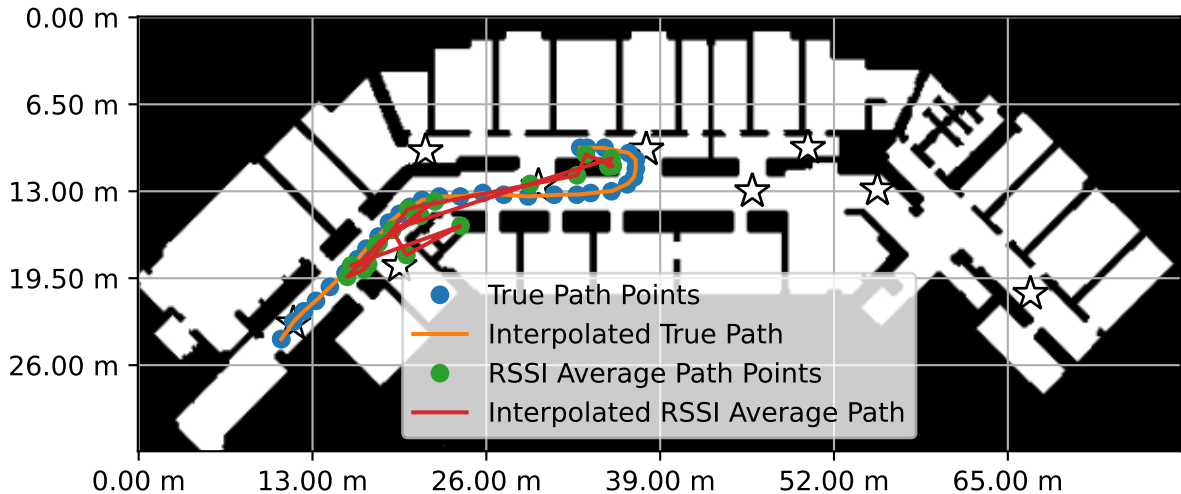 0.00 m
6.50 m
13.00 m
19.50 m
26.00 m
True Path Points
Interpolated True Path
RSSI Average Path Points
Interpolated RSSI Average Path
0.00 m 13.00 m 26.00 m 39.00 m 52.00 m 65.00 m